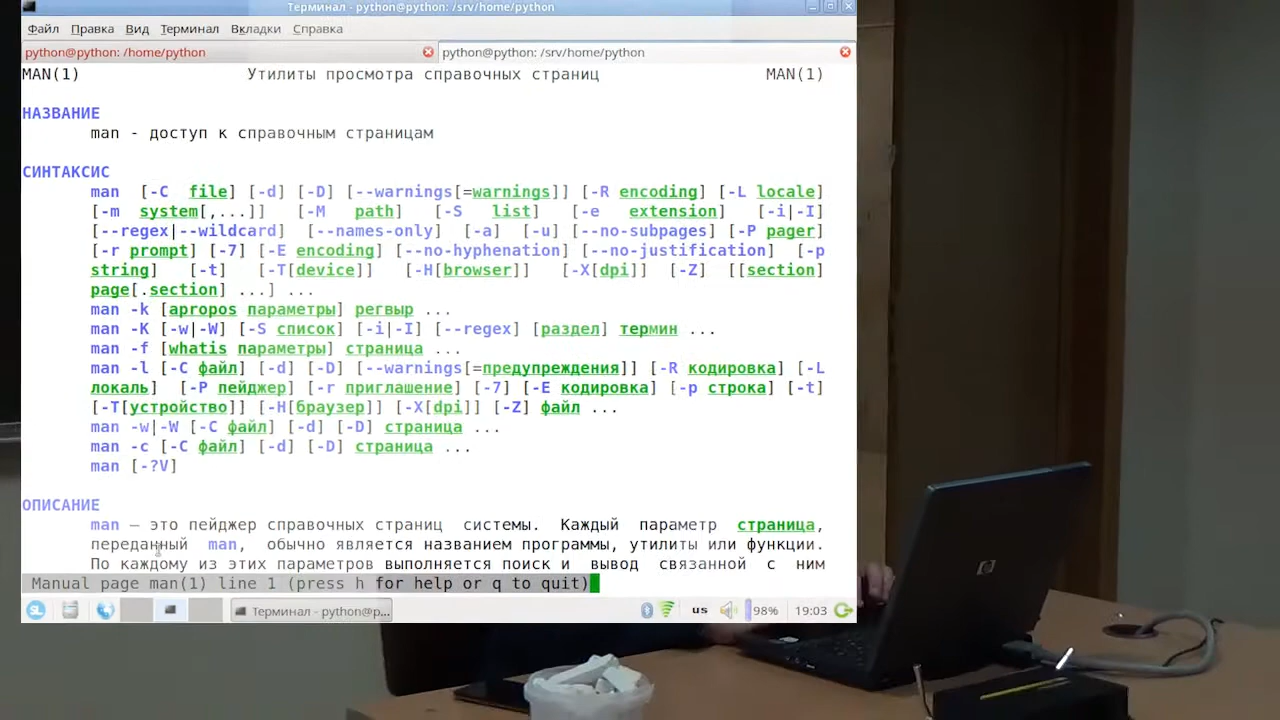 Терминал - python@python: /srv/home/python
Файл Правка Вид Терминал Вкладки Справка
python@python: /home/python python@python: /srv/home/python
MAN(1) Утилиты просмотра справочных страниц MAN(1)
НАЗВАНИЕ
man - доступ к справочным страницам
СИНТАКСИС
man [-C file] [-d] [-D] [--warnings[=warnings]] [-R encoding] [-L locale]
[-m system[,...]] [-M path] [-S list] [-e extension] [-i|-I]
[--regex|--wildcard] [--names-only] [-a] [-u] [--no-subpages] [-P pager]
[-r prompt] [-7] [-E encoding] [--no-hyphenation] [--no-justification] [-p
string] [-t] [-T[device]] [-H[browser]] [-X[dpi]] [-Z] [[section]
page[.section] ...] ...
man -k [apropos параметры] регвыр ...
man -K [-w|-W] [-S список] [-i|-I] [--regex] [раздел] термин ...
man -f [whatis параметры] страница ...
man -l [-C файл] [-d] [-D] [--warnings[=предупреждения]] [-R кодировка] [-L
локаль] [-P пейджер] [-r приглашение] [-7] [-E кодировка] [-p строка] [-t]
[-T[устройство]] [-H[браузер]] [-X[dpi]] [-Z] файл ...
man -w|-W [-C файл] [-d] [-D] страница ...
man -c [-C файл] [-d] [-D] страница ...
man [-?V]
ОПИСАНИЕ
man — это пейджер справочных страниц системы. Каждый параметр страница,
переданный man, обычно является названием программы, утилиты или функции.
По каждому из этих параметров выполняется поиск и вывод связанной с ним
Manual page man(1) line 1 (press h for help or q to quit)
Терминал - python@p... us 98% 19:03
hp